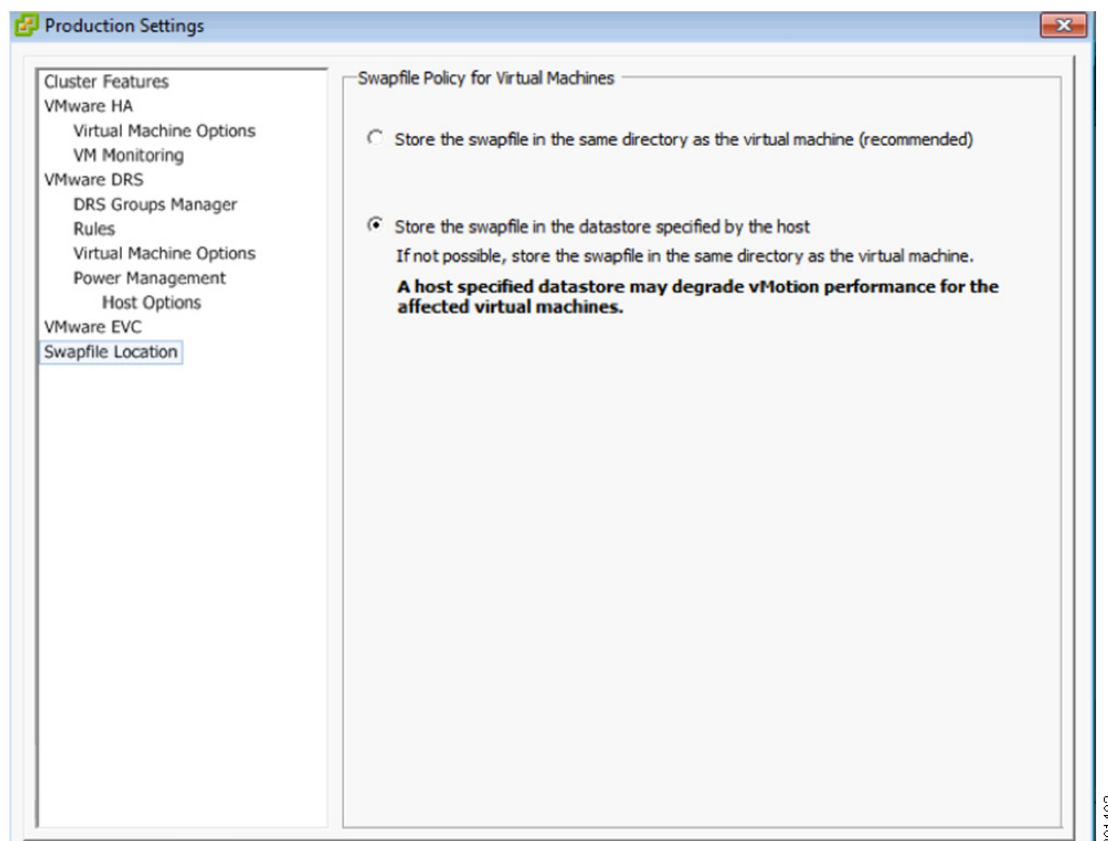 Production Settings
Cluster Features
VMware HA
Virtual Machine Options
VM Monitoring
VMware DRS
DRS Groups Manager
Rules
Virtual Machine Options
Power Management
Host Options
VMware EVC
Swapfile Location
Swapfile Policy for Virtual Machines
Store the swapfile in the same directory as the virtual machine (recommended)
Store the swapfile in the datastore specified by the host
If not possible, store the swapfile in the same directory as the virtual machine.
A host specified datastore may degrade vMotion performance for the
affected virtual machines.